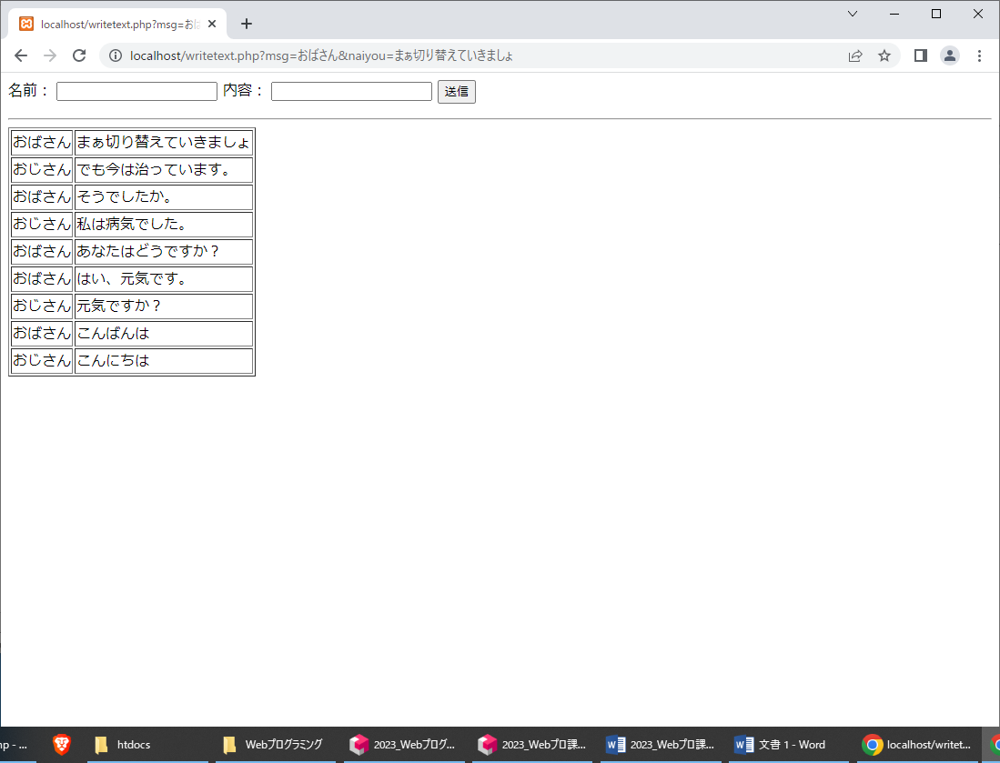 localhost/writetext.php?msg=おば
localhost/writetext.php?msg=おばさん&naiyou=まぁ切り替えていきましょ
名前： 内容： 送信
おばさん まぁ切り替えていきましょ
おじさん でも今は治っています。
おばさん そうでしたか。
おじさん 私は病気でした。
おばさん あなたはどうですか？
おばさん はい、元気です。
おじさん 元気ですか？
おばさん こんばんは
おじさん こんにちは
np - ... htdocs Webプログラミング 2023_Webプログ... 2023_Webプロ課... 2023_Webプロ課... 文書 1 - Word localhost/writet...